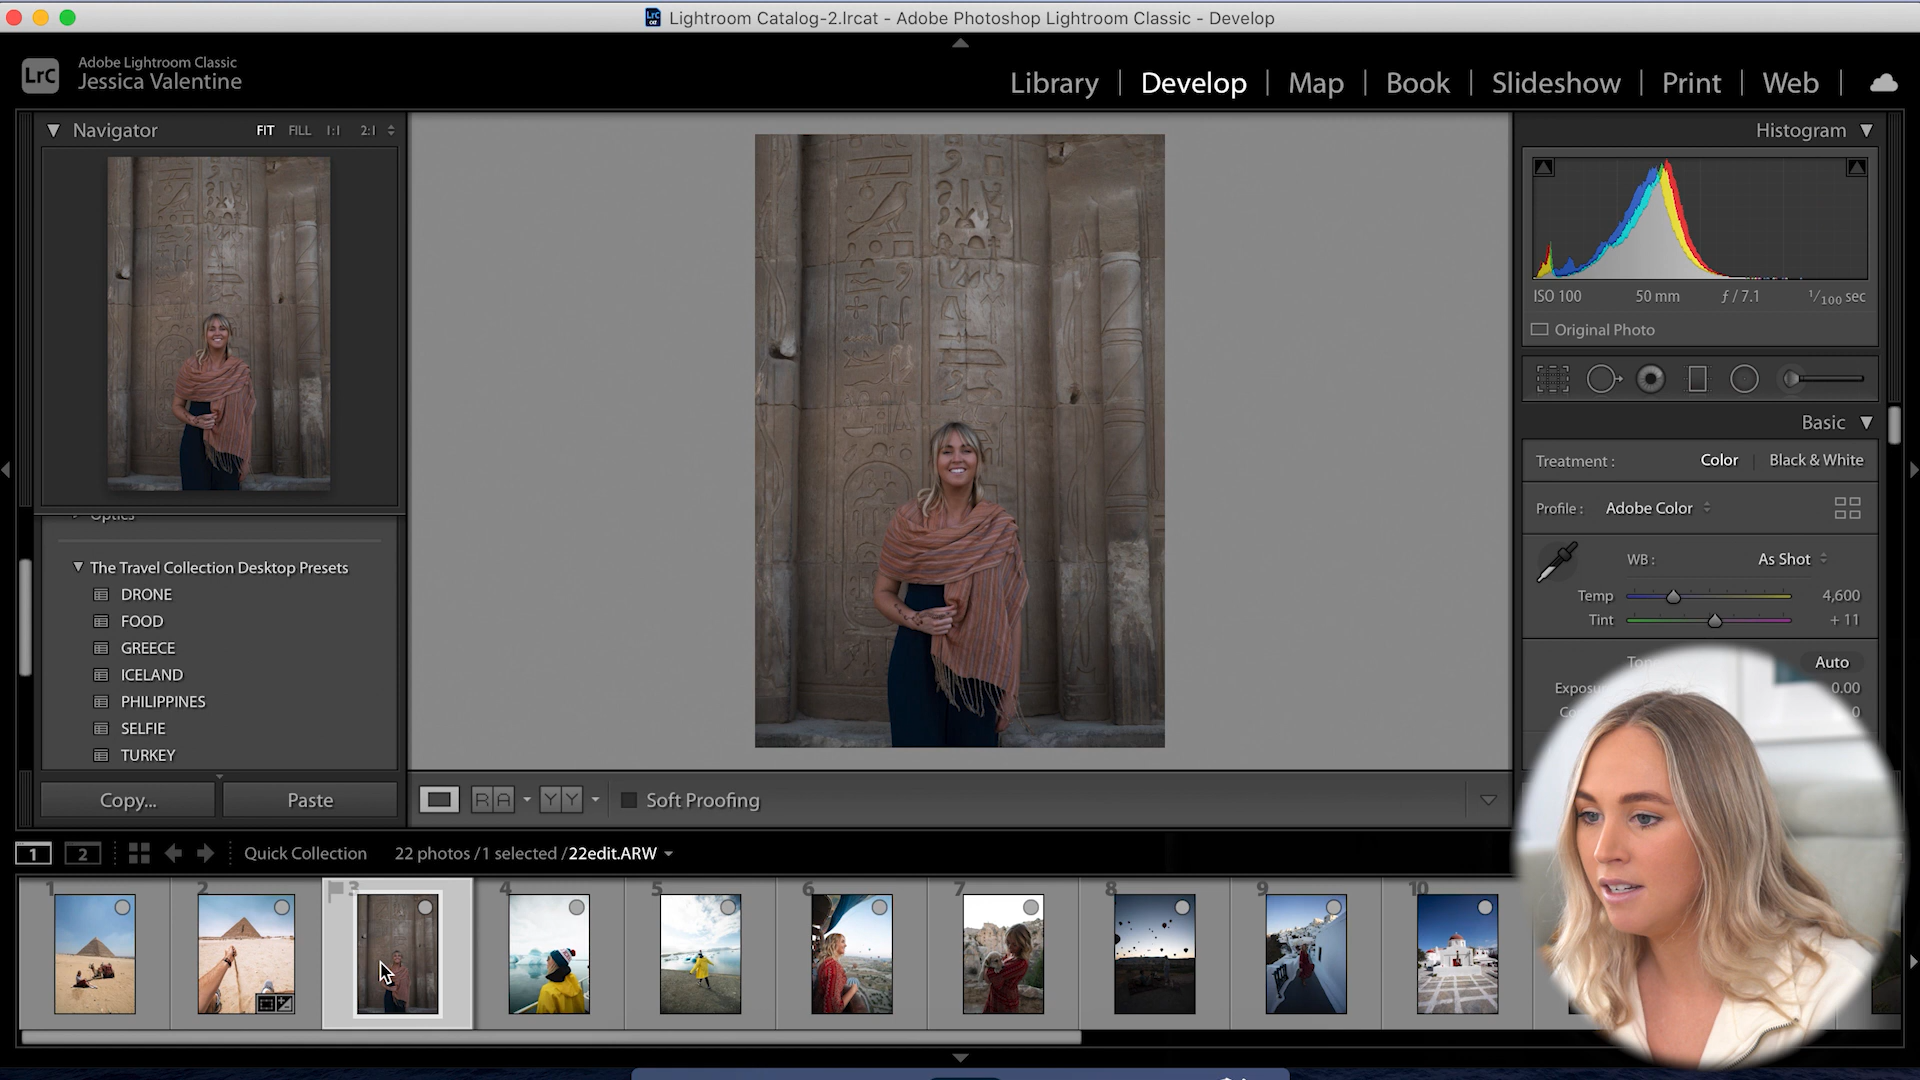 Lightroom Catalog-2.lrcat - Adobe Photoshop Lightroom Classic - Develop
LrC
Adobe Lightroom Classic
Jessica Valentine
Library | Develop | Map | Book | Slideshow | Print | Web |
Navigator FIT FILL 1:1 2:1
Histogram
ISO 100 50 mm ƒ / 7.1 1/100 sec
Original Photo
Basic
Treatment : Color Black & White
Profile : Adobe Color
WB : As Shot
Temp 4,600
Tint + 11
Auto
0.00
Optics
The Travel Collection Desktop Presets
DRONE
FOOD
GREECE
ICELAND
PHILIPPINES
SELFIE
TURKEY
Copy... Paste
R A Y Y Soft Proofing
1 2 Quick Collection 22 photos / 1 selected / 22edit.ARW
1 2 3 4 5 6 7 8 9 10